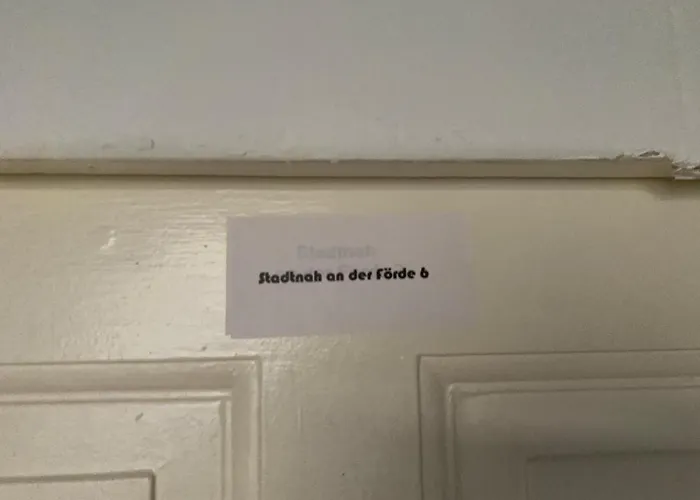 Stadtnah an der Förde 6